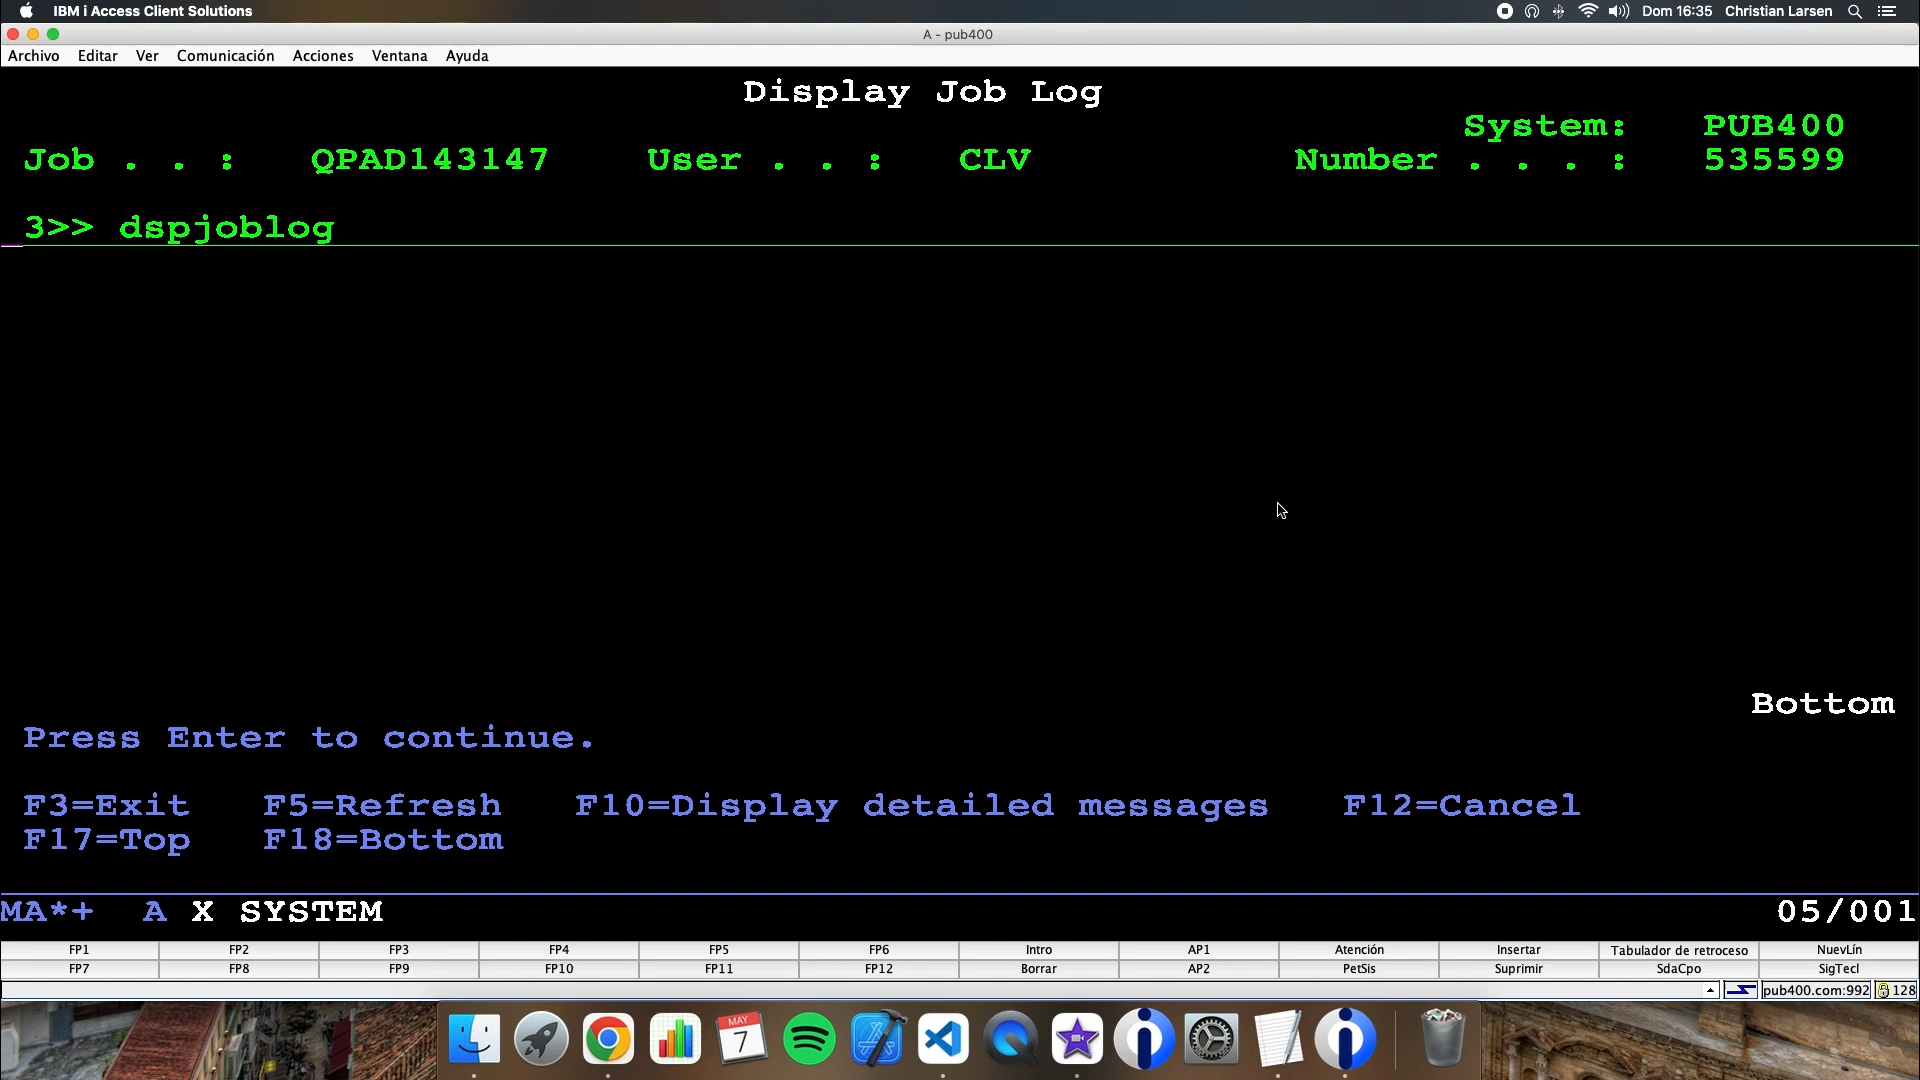 IBM i Access Client Solutions
Dom 16:35 Christian Larsen
A - pub400
Archivo Editar Ver Comunicación Acciones Ventana Ayuda
Display Job Log
System: PUB400
Job . . : QPAD143147 User . . : CLV Number . . . : 535599
3>> dspjoblog
Bottom
Press Enter to continue.
F3=Exit F5=Refresh F10=Display detailed messages F12=Cancel
F17=Top F18=Bottom
MA*+ A X SYSTEM 05/001
FP1 FP2 FP3 FP4 FP5 FP6 Intro AP1 Atención Insertar Tabulador de retroceso NuevLín
FP7 FP8 FP9 FP10 FP11 FP12 Borrar AP2 PetSis Suprimir SdaCpo SigTecl
pub400.com:992 128
MAY
7